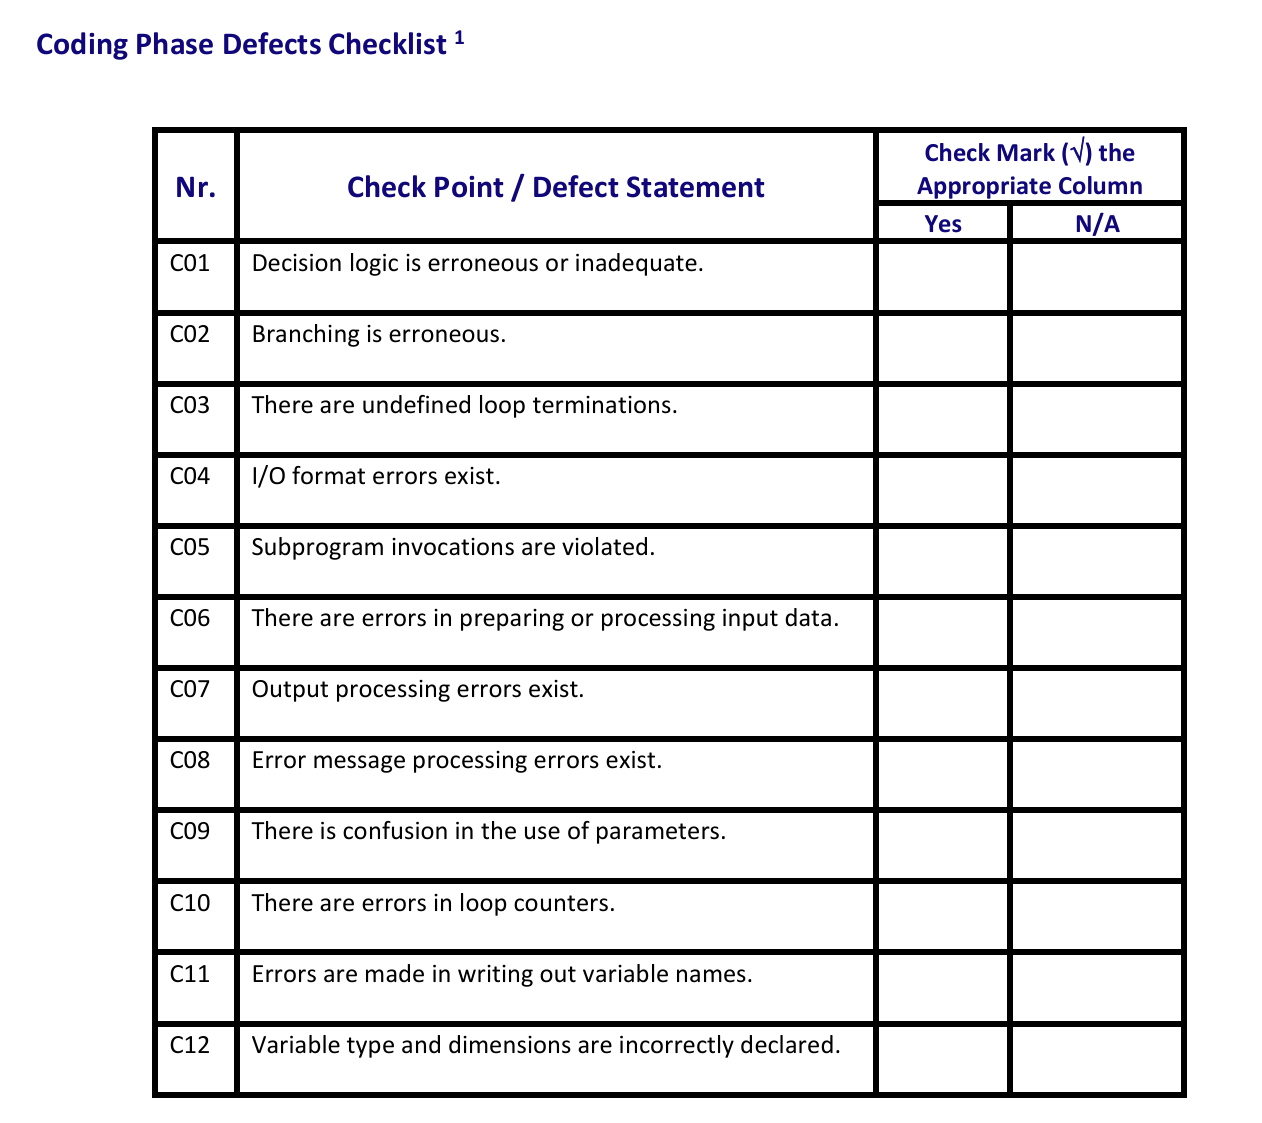 Coding Phase Defects Checklist 1
Nr.
Check Point / Defect Statement
Check Mark (√) the
Appropriate Column
Yes
N/A
C01
Decision logic is erroneous or inadequate.
C02
Branching is erroneous.
C03
There are undefined loop terminations.
C04
I/O format errors exist.
C05
Subprogram invocations are violated.
C06
There are errors in preparing or processing input data.
C07
Output processing errors exist.
C08
Error message processing errors exist.
C09
There is confusion in the use of parameters.
C10
There are errors in loop counters.
C11
Errors are made in writing out variable names.
C12
Variable type and dimensions are incorrectly declared.